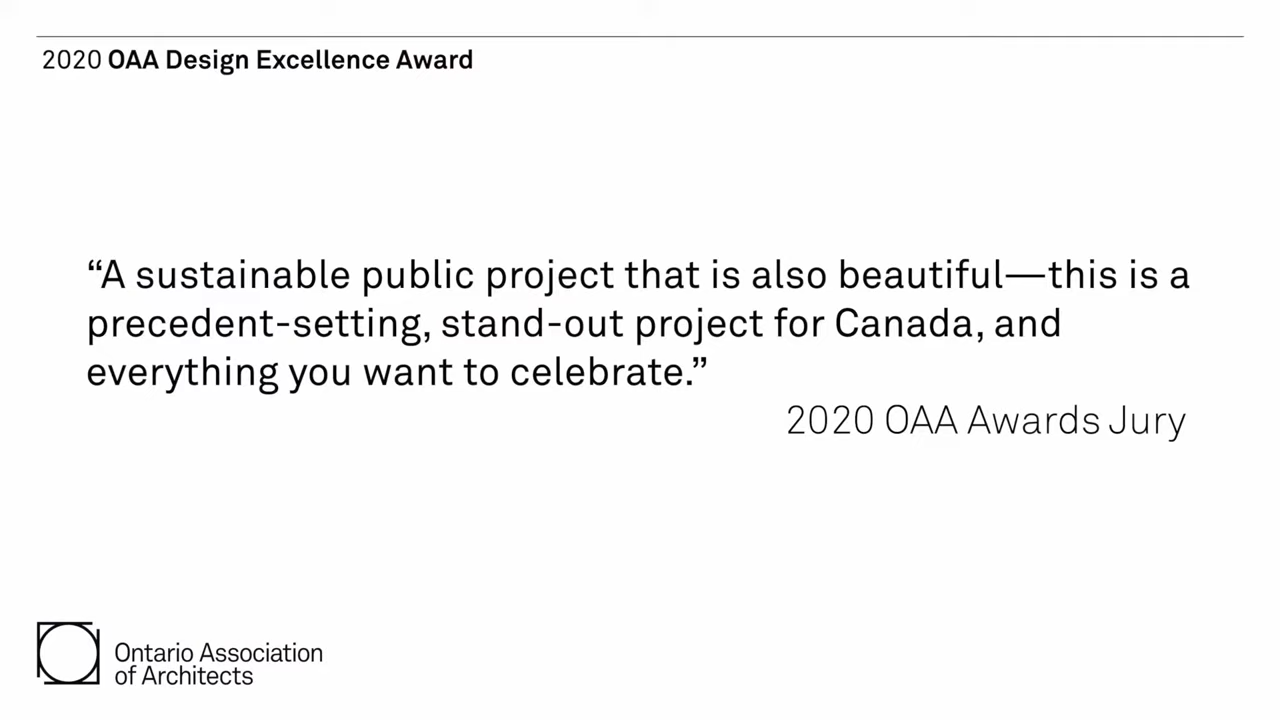 2020 OAA Design Excellence Award
“A sustainable public project that is also beautiful—this is a
precedent-setting, stand-out project for Canada, and
everything you want to celebrate.”
2020 OAA Awards Jury
Ontario Association
of Architects